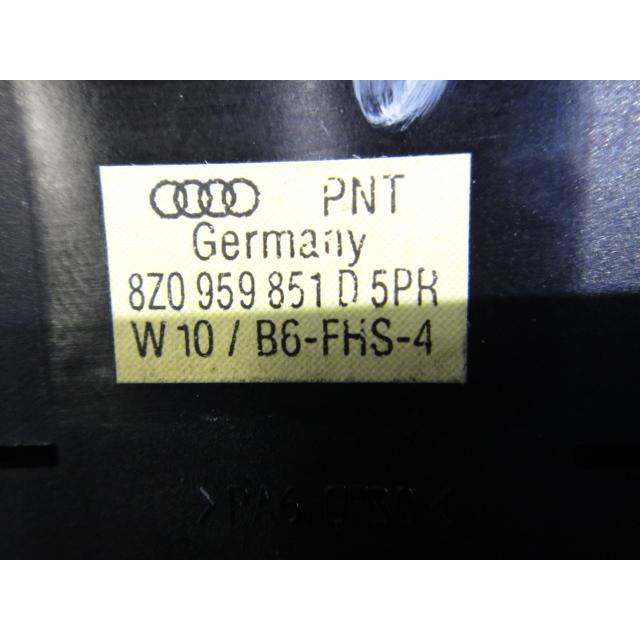 PNT
Germany
8Z0 959 851 D 5PR
W 10 / B6-FHS-4